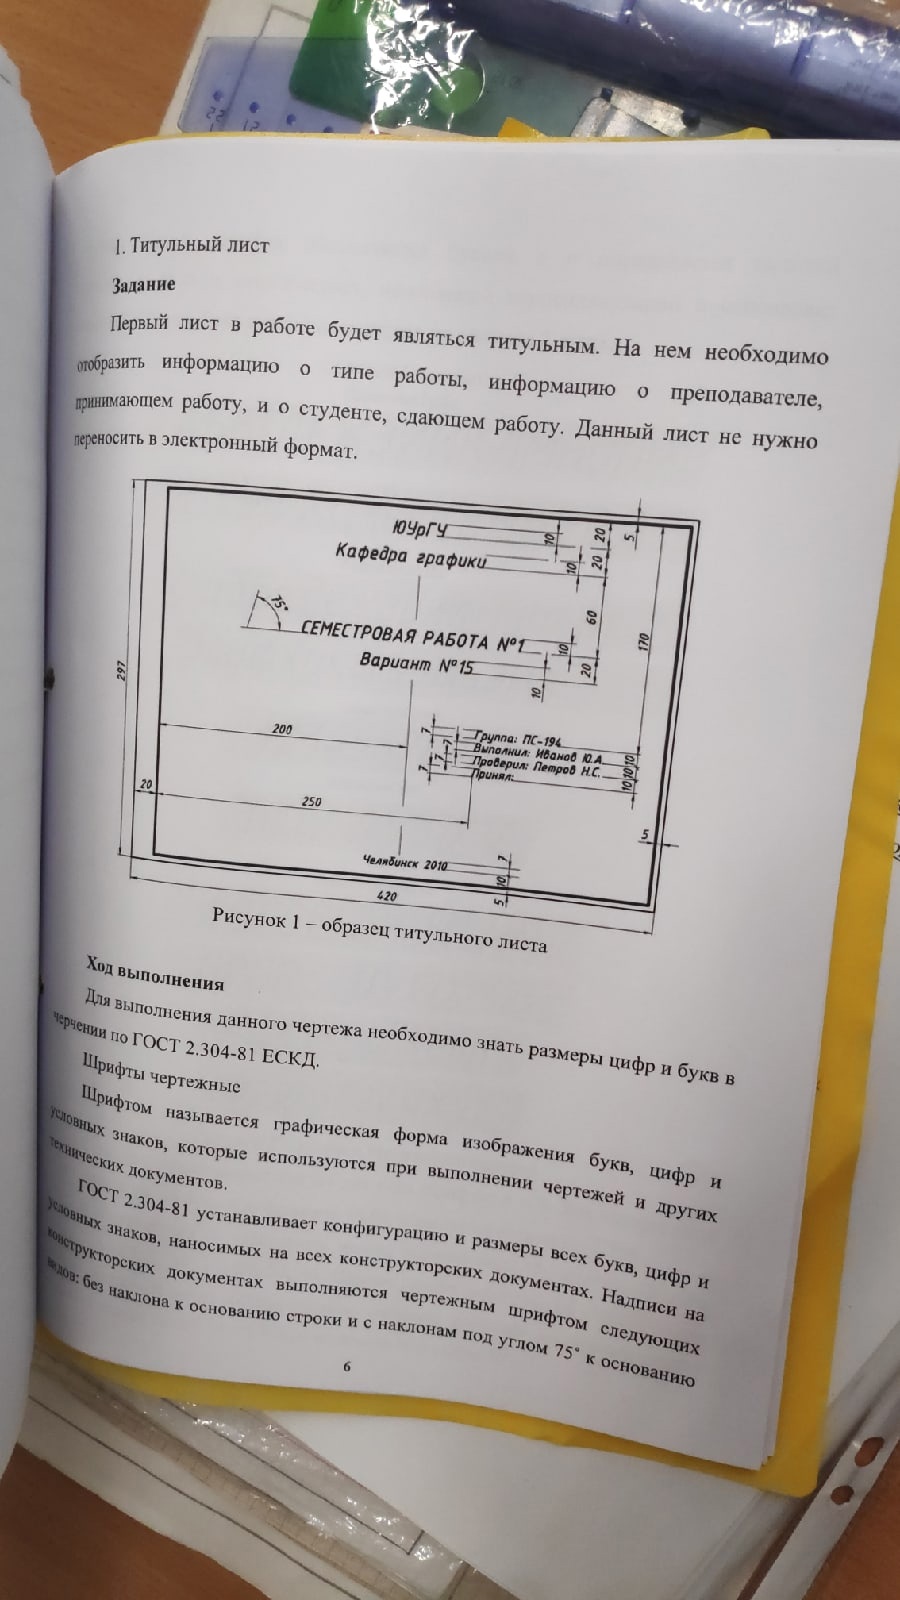 1. Титульный лист
Задание
Первый лист в работе будет являться титульным. На нем необходимо
отобразить информацию о типе работы, информацию о преподавателе,
принимающем работу, и о студенте, сдающем работу. Данный лист не нужно
переносить в электронный формат.
ЮУрГУ
Кафедра графики
10
10
20
20
5
75°
СЕМЕСТРОВАЯ РАБОТА №1
Вариант №15
10
10
60
20
170
297
200
7
7
7
7
Группа: ПС-194
Выполнил: Иванов Ю.А.
Проверил: Петров Н.С.
Принял:
10
10
10
20
250
5
Челябинск 2010
7
10
5
420
Рисунок 1 – образец титульного листа
Ход выполнения
Для выполнения данного чертежа необходимо знать размеры цифр и букв в
черчении по ГОСТ 2.304-81 ЕСКД.
Шрифты чертежные
Шрифтом называется графическая форма изображения букв, цифр и
условных знаков, которые используются при выполнении чертежей и других
технических документов.
ГОСТ 2.304-81 устанавливает конфигурацию и размеры всех букв, цифр и
условных знаков, наносимых на всех конструкторских документах. Надписи на
конструкторских документах выполняются чертежным шрифтом следующих
видов: без наклона к основанию строки и с наклонам под углом 75° к основанию
6